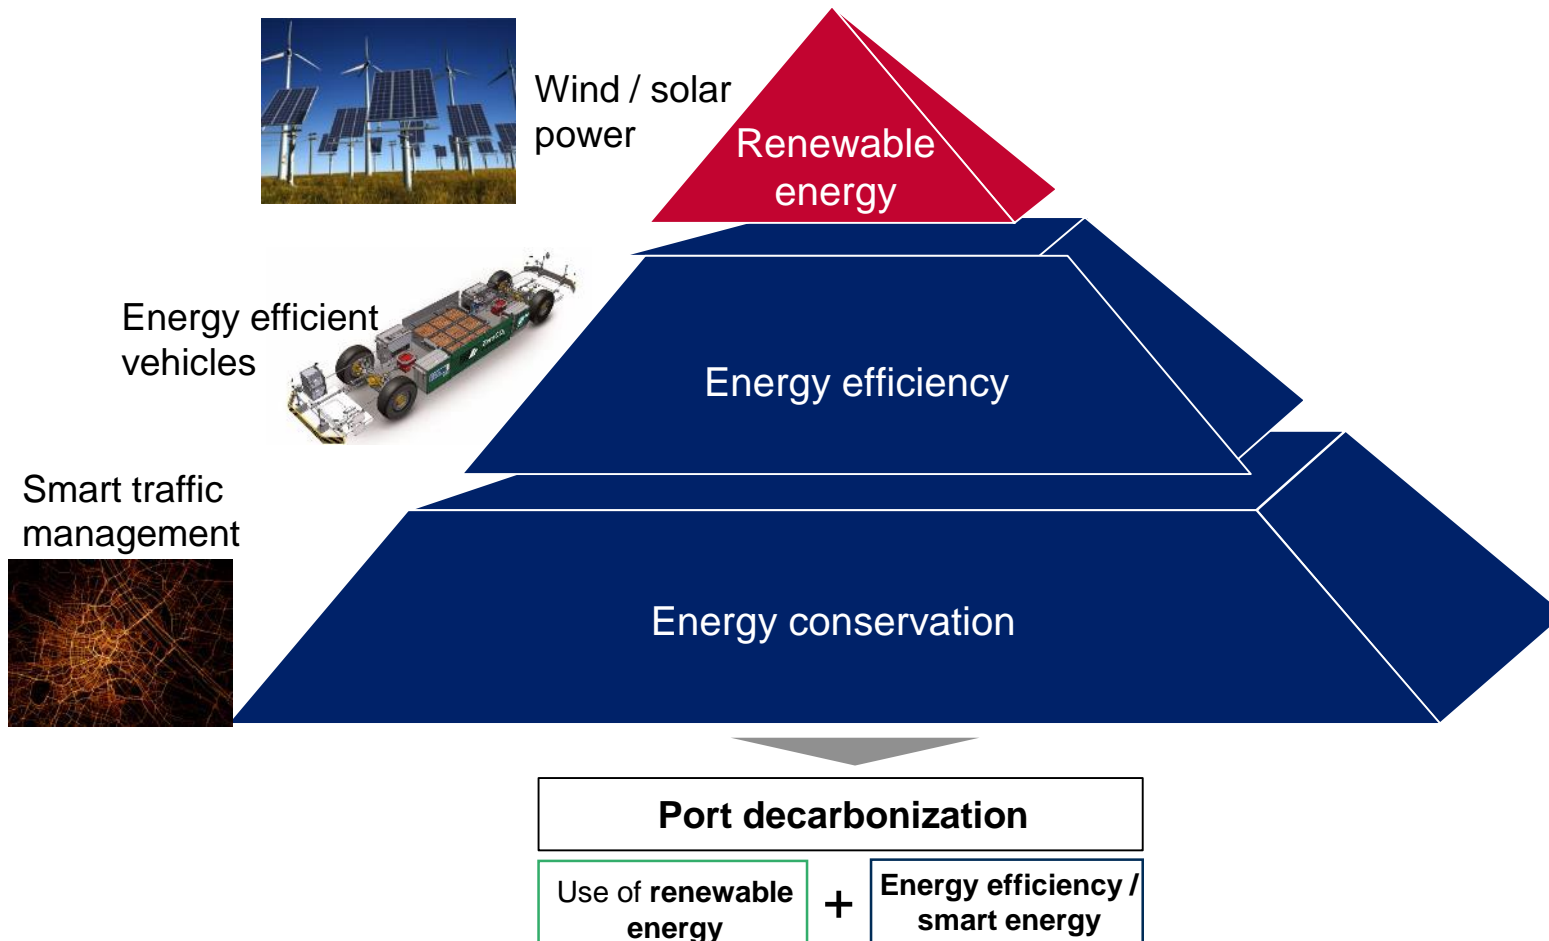 Wind / solar
power
Renewable
energy
Energy efficient
vehicles
Energy efficiency
Smart traffic
management
Energy conservation
Port decarbonization
Use of renewable
energy
+
Energy efficiency /
smart energy